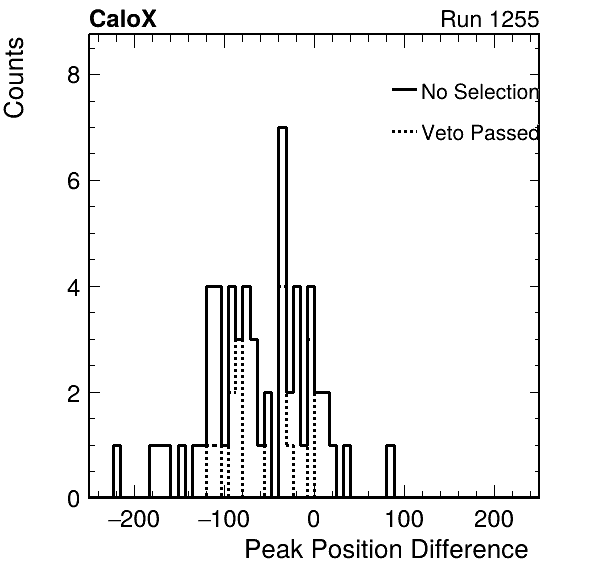 CaloX Run 1255
Counts
8
6
4
2
0
No Selection
Veto Passed
−200 −100 0 100 200
Peak Position Difference